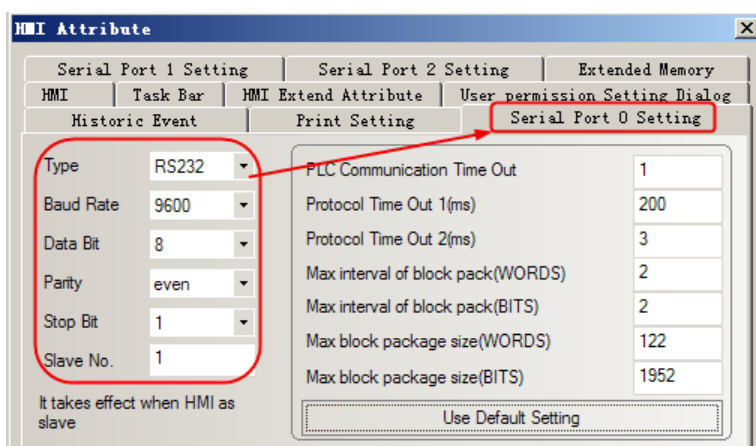 HMI Attribute
Serial Port 1 Setting Serial Port 2 Setting Extended Memory
HMI Task Bar HMI Extend Attribute User permission Setting Dialog
Historic Event Print Setting Serial Port 0 Setting
Type RS232
Baud Rate 9600
Data Bit 8
Parity even
Stop Bit 1
Slave No. 1
It takes effect when HMI as
slave
PLC Communication Time Out 1
Protocol Time Out 1(ms) 200
Protocol Time Out 2(ms) 3
Max interval of block pack(WORDS) 2
Max interval of block pack(BITS) 2
Max block package size(WORDS) 122
Max block package size(BITS) 1952
Use Default Setting